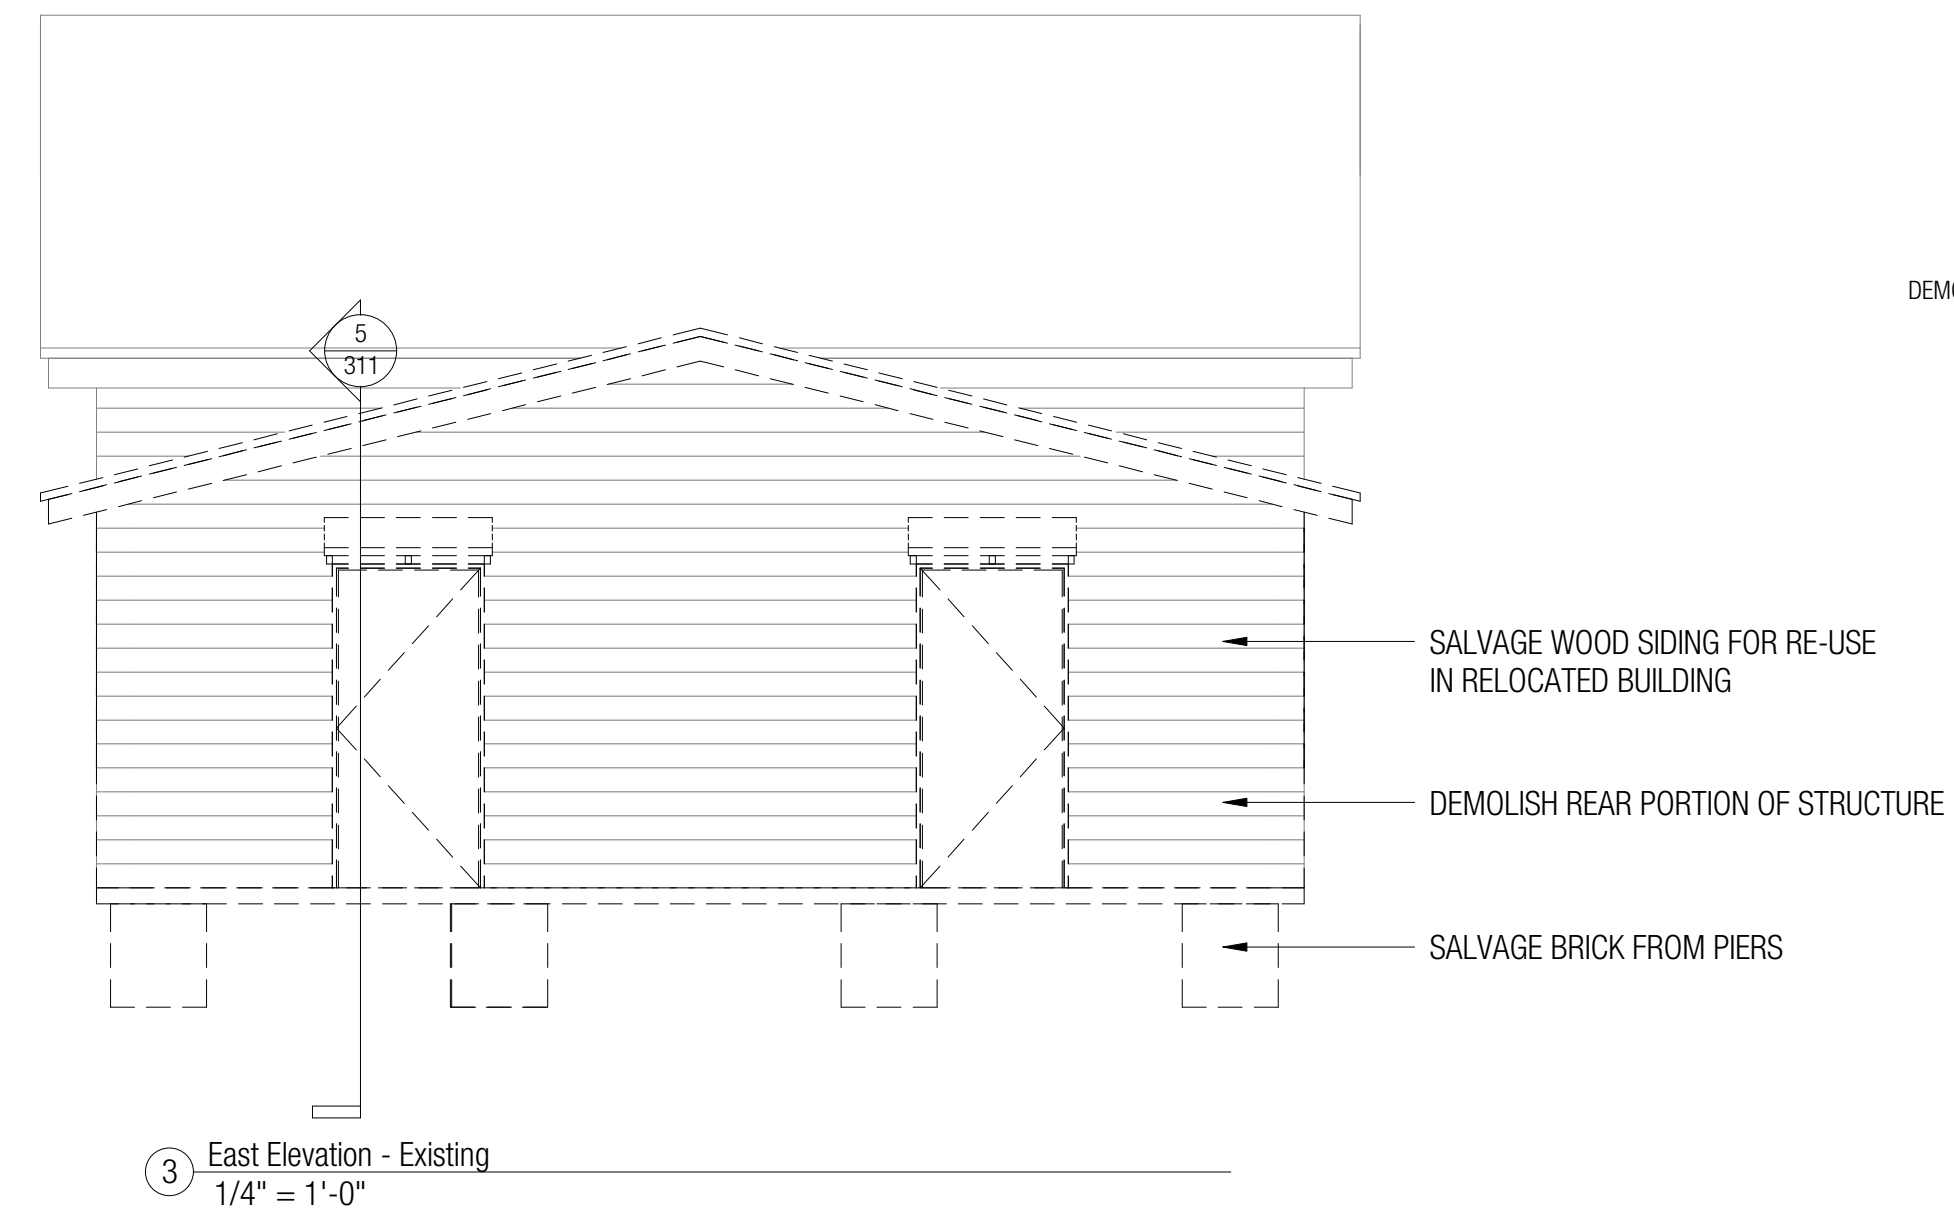 5
311
DEMO
SALVAGE WOOD SIDING FOR RE-USE
IN RELOCATED BUILDING
DEMOLISH REAR PORTION OF STRUCTURE
SALVAGE BRICK FROM PIERS
3
East Elevation - Existing
1/4" = 1'-0"